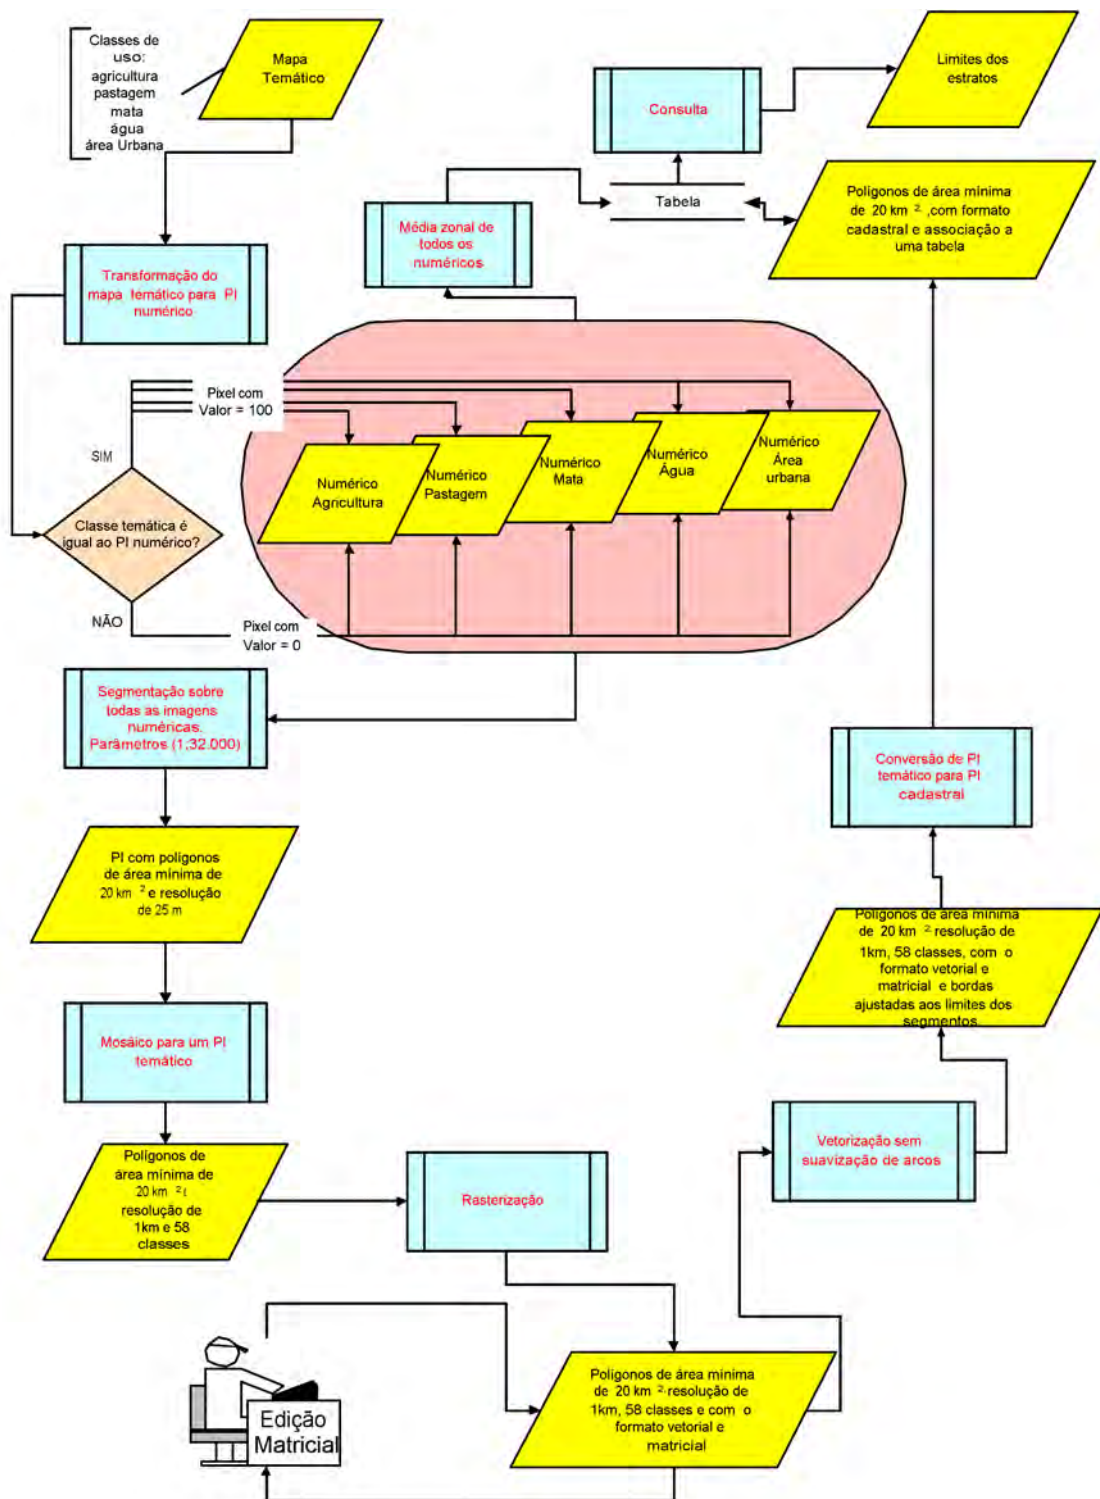 Classes de
uso:
agricultura
pastagem
mata
água
área Urbana
Mapa
Temático
Limites dos
estratos
Consulta
Tabela
Polígonos de área mínima
de 20 km 2 ,com formato
cadastral e associação a
uma tabela
Média zonal de
todos os
numéricos
Transformação do
mapa temático para PI
numérico
Pixel com
Valor = 100
SIM
Classe temática é
igual ao PI numérico?
NÃO
Pixel com
Valor = 0
Numérico
Agricultura
Numérico
Pastagem
Numérico
Mata
Numérico
Água
Numérico
Área
urbana
Segmentação sobre
todas as imagens
numéricas.
Parâmetros (1:32.000)
PI com polígonos
de área mínima de
20 km 2 e resolução
de 25 m
Mosáico para um PI
temático
Polígonos de
área mínima de
20 km 2
resolução de
1km e 58
classes
Rasterização
Edição
Matricial
Polígonos de área mínima
de 20 km 2, resolução de
1km, 58 classes e com o
formato vetorial e
matricial
Vetorização sem
suavização de arcos
Polígonos de área mínima
de 20 km 2, resolução de
1km, 58 classes, com o
formato vetorial e
matricial e bordas
ajustadas aos limites dos
segmentos
Conversão de PI
temático para PI
cadastral